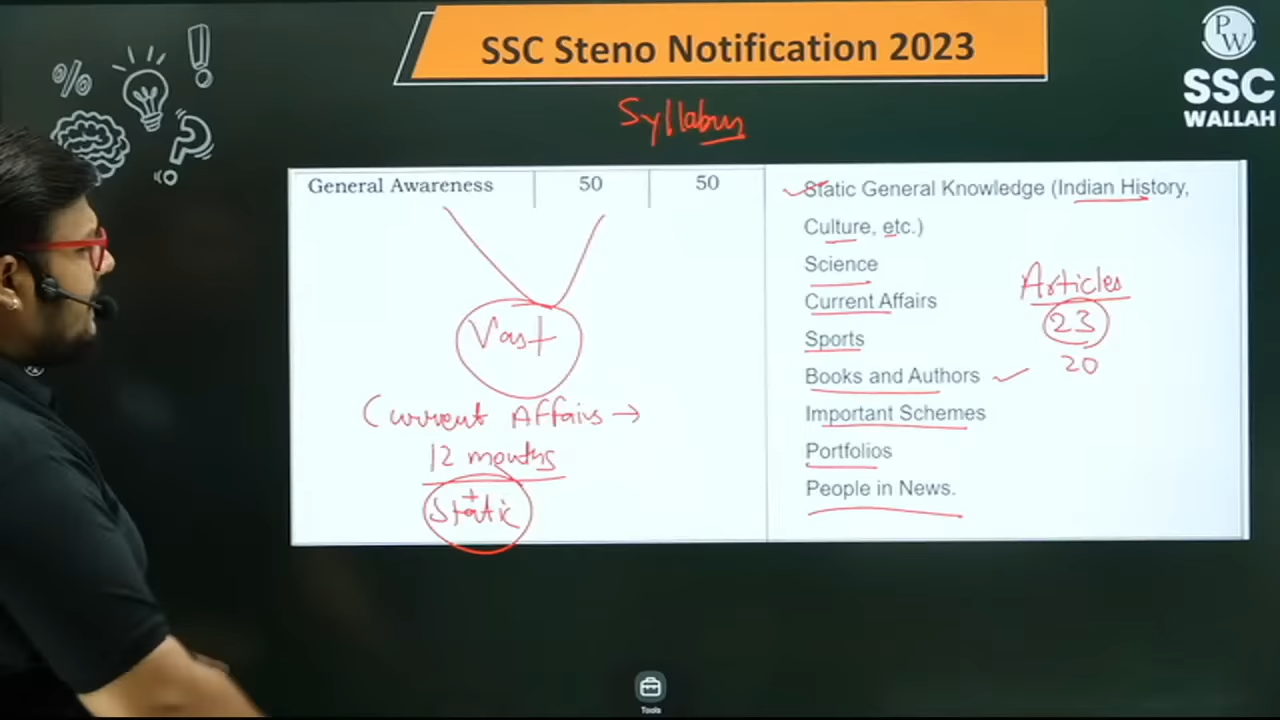 SSC Steno Notification 2023
PW
SSC
WALLAH
%
Syllabus
General Awareness 50 50
Static General Knowledge (Indian History,
Culture, etc.)
Science
Current Affairs
Sports
Books and Authors
Important Schemes
Portfolios
People in News.
Articles
23
20
Vast
Current Affairs →
12 months
+
Static
Tools